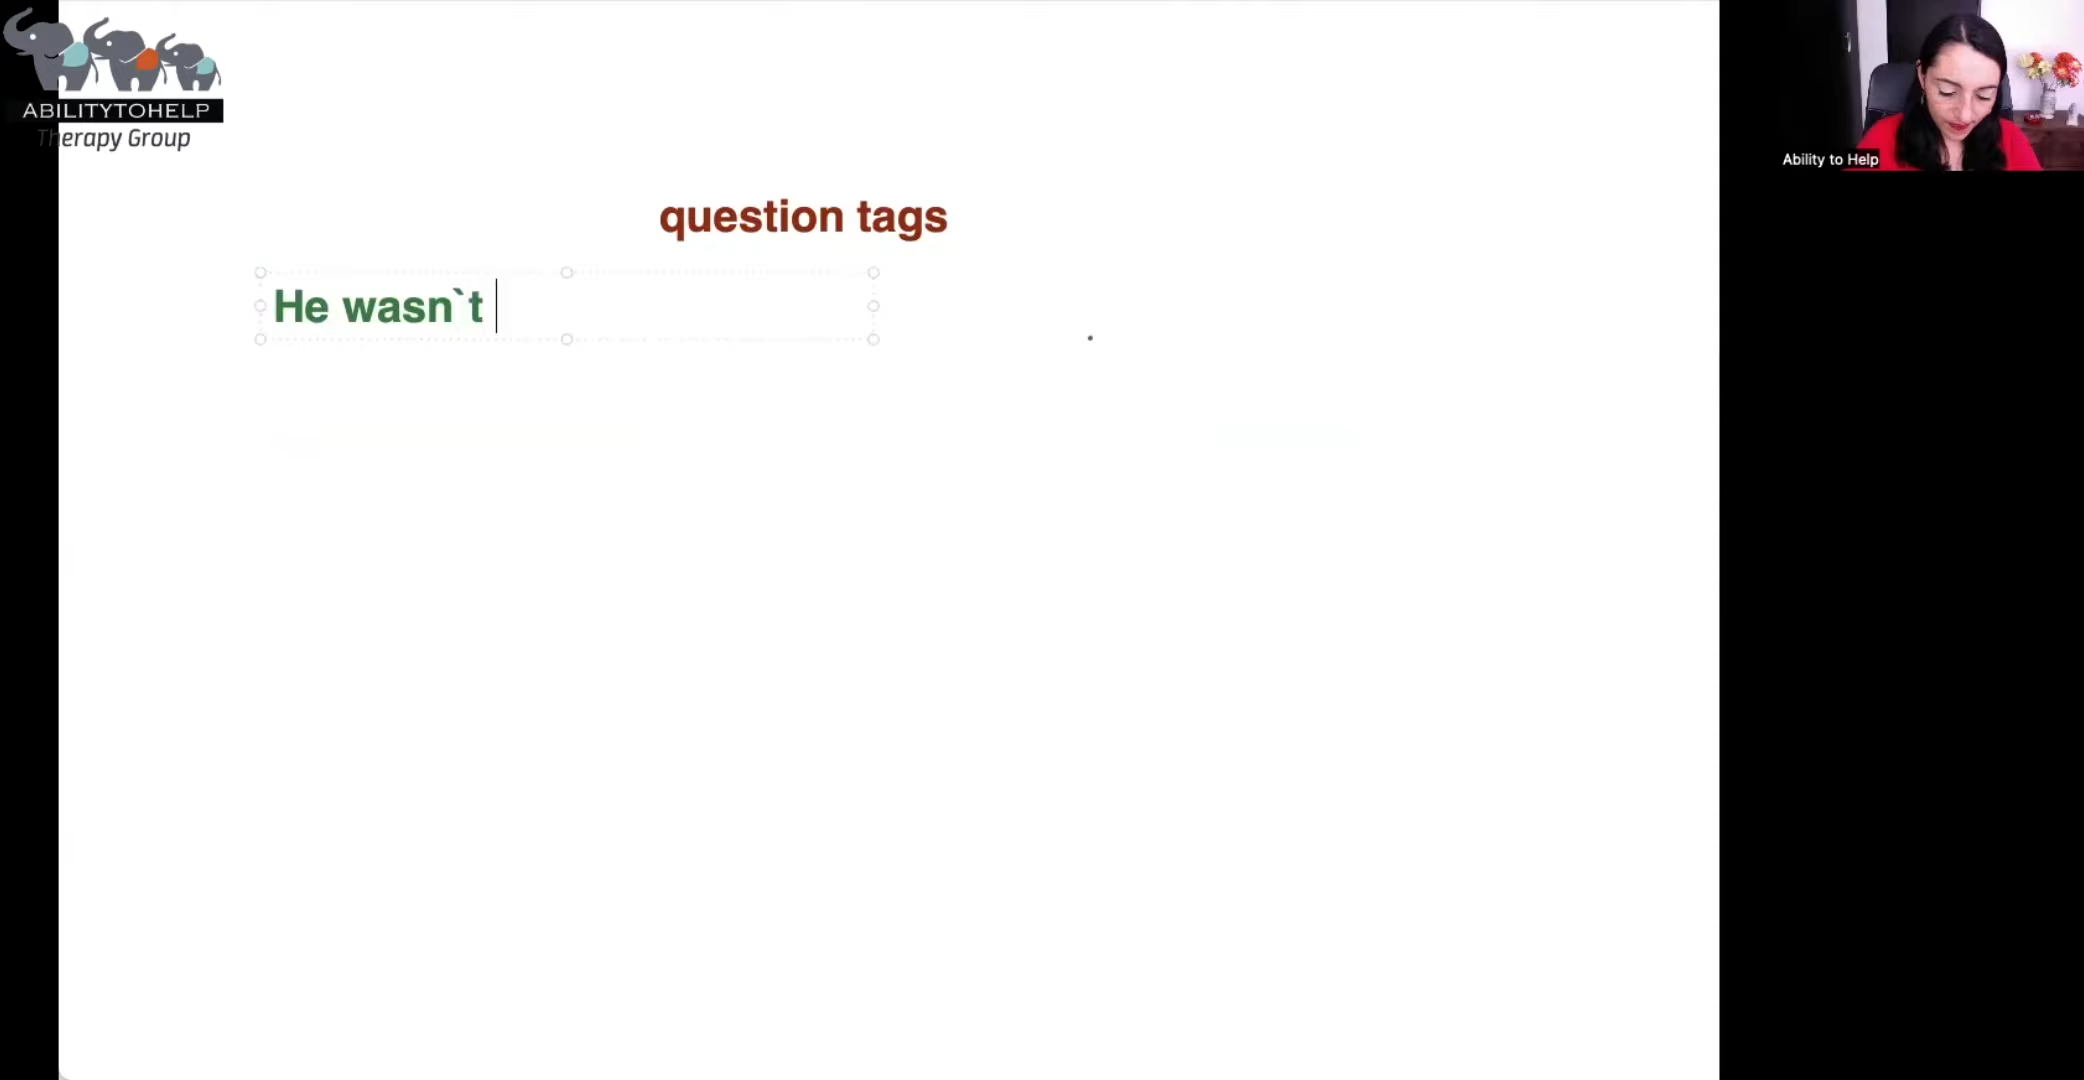 ABILITYTOHELP
Therapy Group
Ability to Help
question tags
He wasn`t